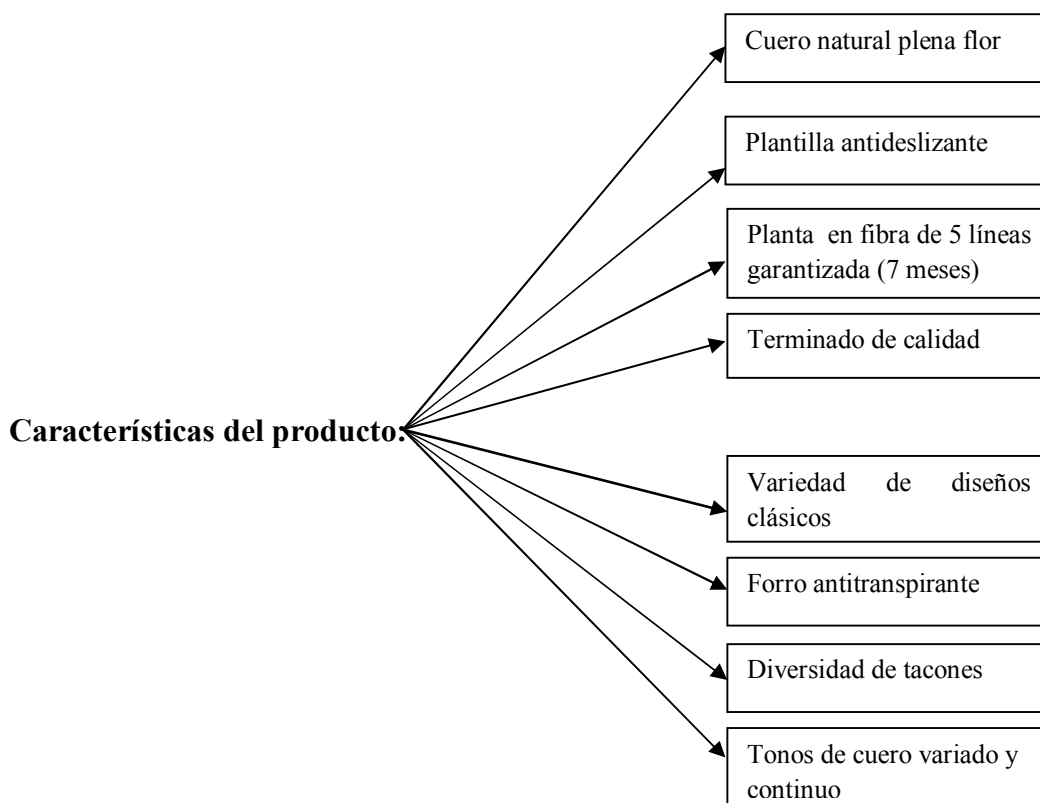 Cuero natural plena flor
Plantilla antideslizante
Planta en fibra de 5 líneas
garantizada (7 meses)
Terminado de calidad
Características del producto:
Variedad de diseños
clásicos
Forro antitranspirante
Diversidad de tacones
Tonos de cuero variado y
continuo